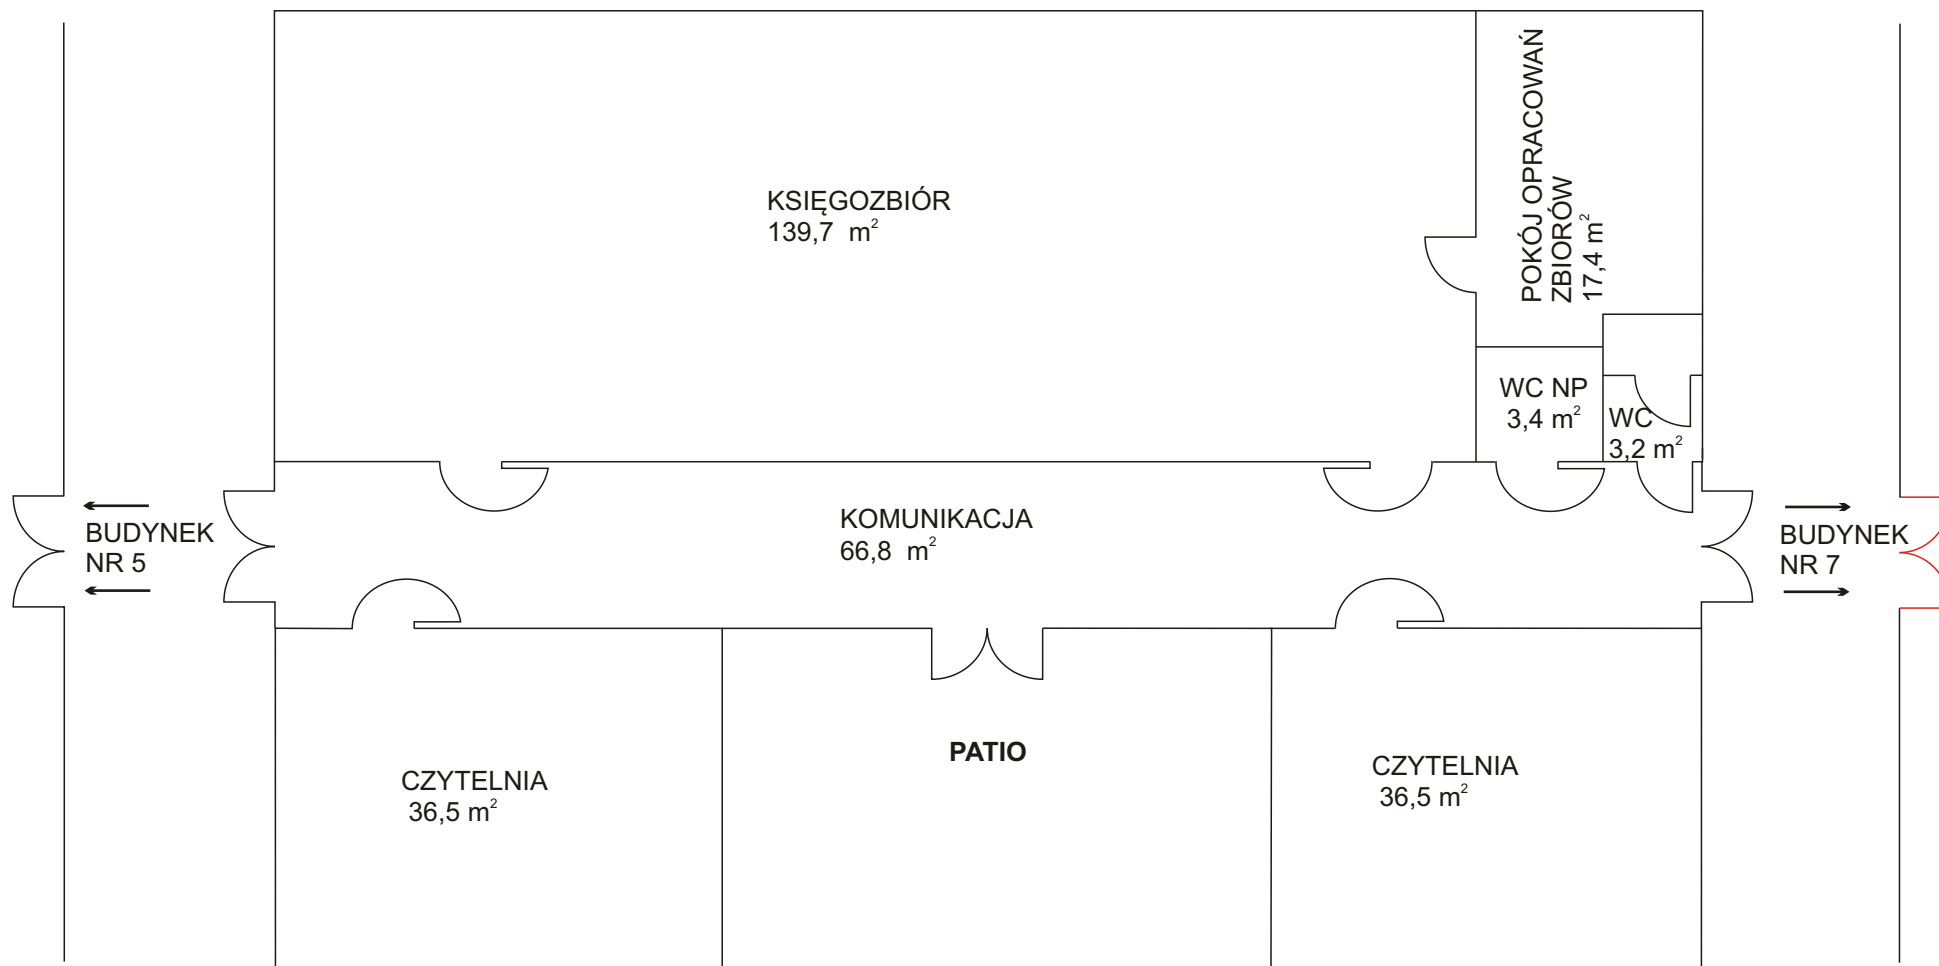 KSIĘGOZBIÓR
139,7 m²
POKÓJ OPRACOWAŃ
ZBIORÓW
17,4 m²
WC NP
3,4 m²
WC
3,2 m²
BUDYNEK
NR 5
KOMUNIKACJA
66,8 m²
BUDYNEK
NR 7
CZYTELNIA
36,5 m²
PATIO
CZYTELNIA
36,5 m²